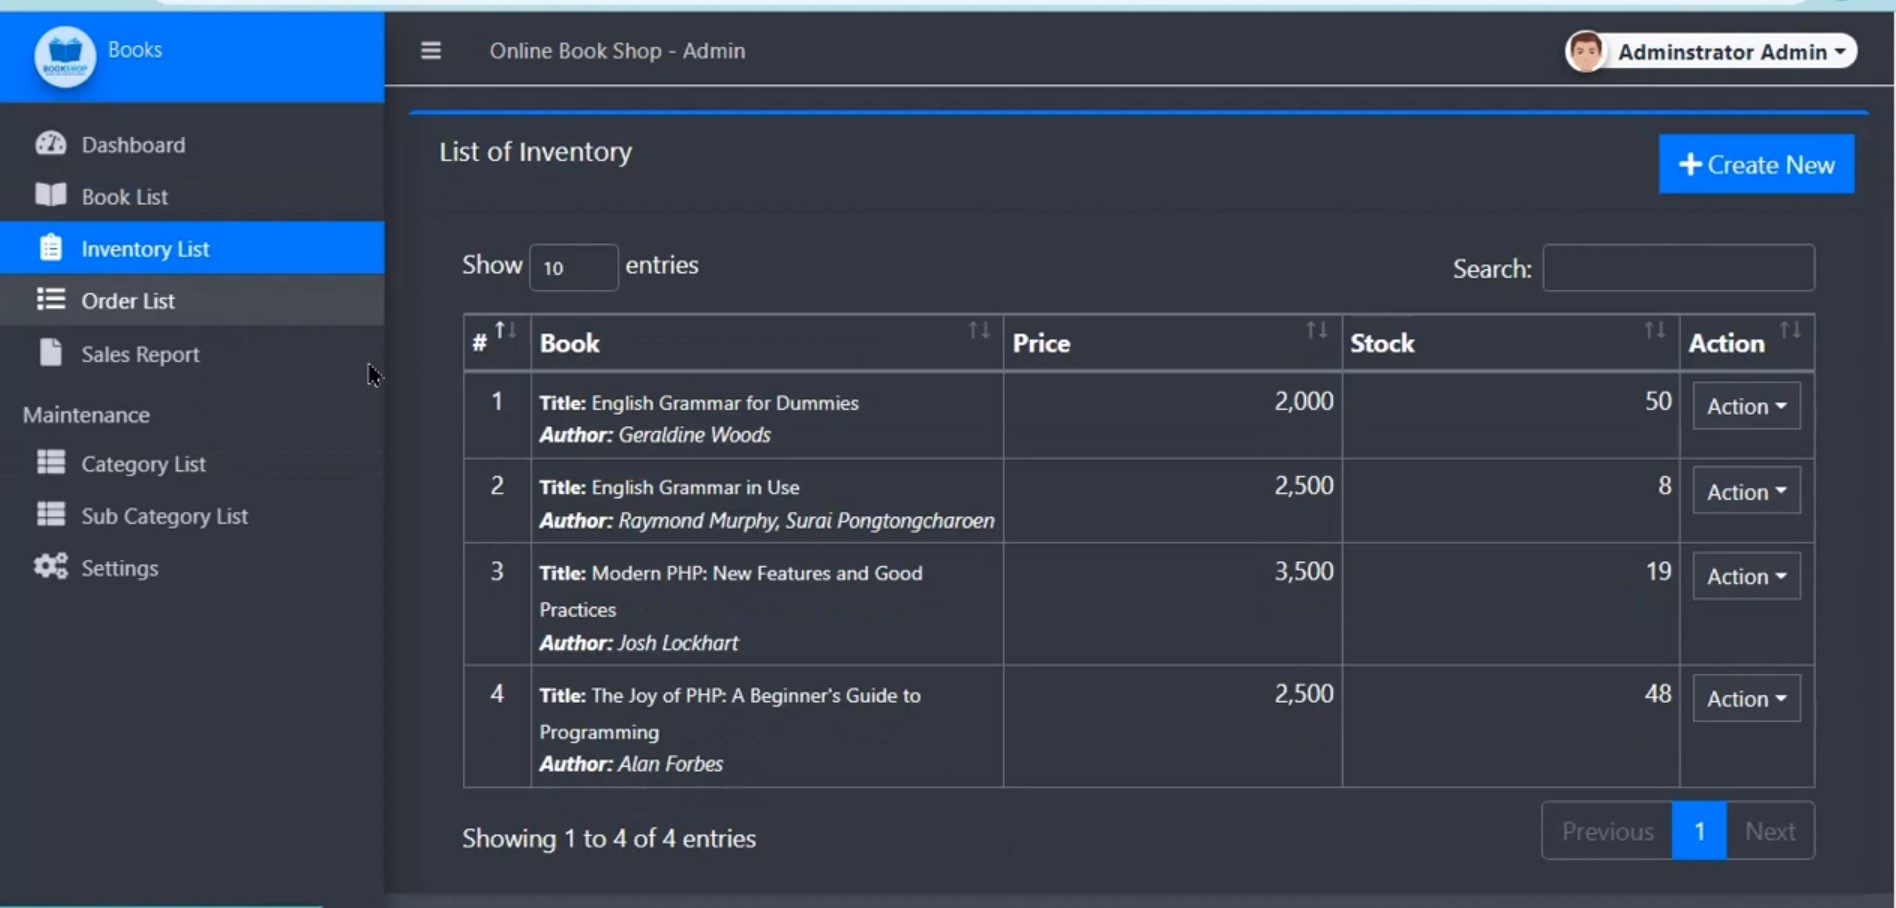 Books
BOOKSHOP
Online Book Shop - Admin
Adminstrator Admin
Dashboard
Book List
Inventory List
Order List
Sales Report
Maintenance
Category List
Sub Category List
Settings
List of Inventory
Create New
Show 10 entries
Search:
# Book Price Stock Action
1 Title: English Grammar for Dummies 2,000 50 Action
Author: Geraldine Woods
2 Title: English Grammar in Use 2,500 8 Action
Author: Raymond Murphy, Surai Pongtongcharoen
3 Title: Modern PHP: New Features and Good 3,500 19 Action
Practices
Author: Josh Lockhart
4 Title: The Joy of PHP: A Beginner's Guide to 2,500 48 Action
Programming
Author: Alan Forbes
Showing 1 to 4 of 4 entries
Previous 1 Next